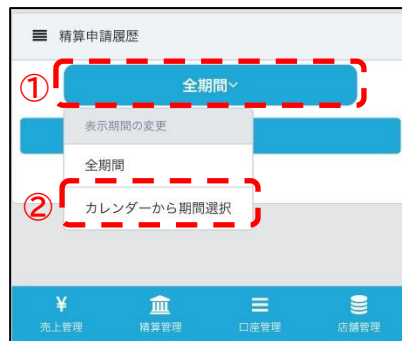 精算申請履歴
①
全期間
表示期間の変更
全期間
②
カレンダーから期間選択
¥
売上管理 精算管理 口座管理 店舗管理